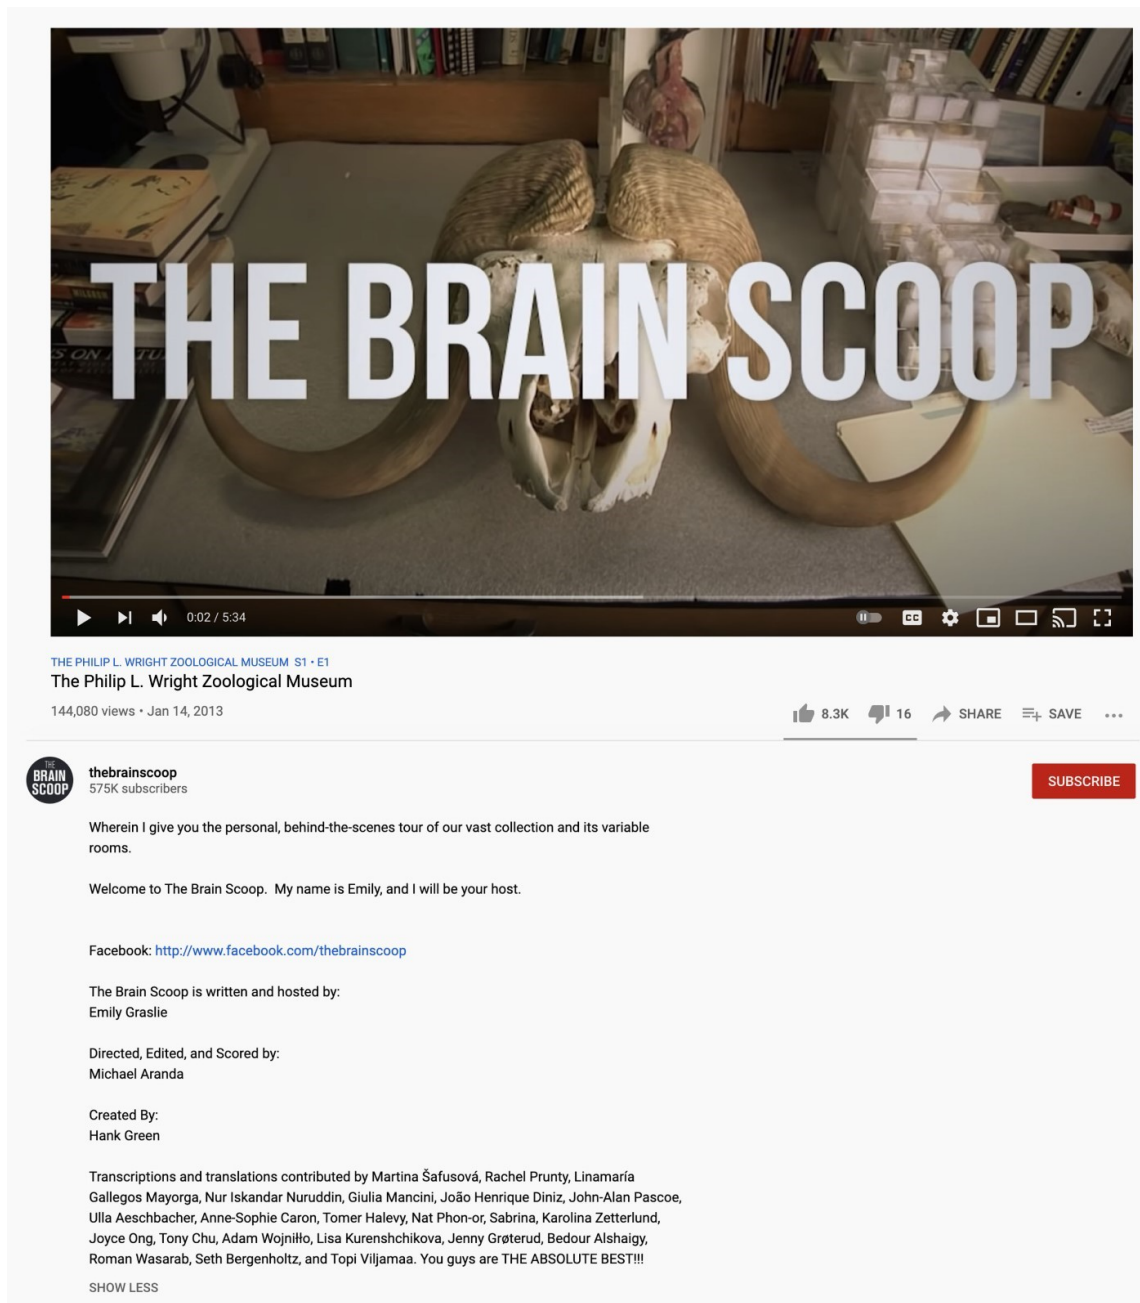 THE BRAIN SCOOP
0:02 / 5:34
CC
THE PHILIP L. WRIGHT ZOOLOGICAL MUSEUM S1 • E1
The Philip L. Wright Zoological Museum
144,080 views • Jan 14, 2013
8.3K
16
SHARE
SAVE
THE
BRAIN
SCOOP
thebrainscoop
575K subscribers
SUBSCRIBE
Wherein I give you the personal, behind-the-scenes tour of our vast collection and its variable
rooms.
Welcome to The Brain Scoop.  My name is Emily, and I will be your host.
Facebook: http://www.facebook.com/thebrainscoop
The Brain Scoop is written and hosted by:
Emily Graslie
Directed, Edited, and Scored by:
Michael Aranda
Created By:
Hank Green
Transcriptions and translations contributed by Martina Šafusová, Rachel Prunty, Linamaría
Gallegos Mayorga, Nur Iskandar Nuruddin, Giulia Mancini, João Henrique Diniz, John-Alan Pascoe,
Ulla Aeschbacher, Anne-Sophie Caron, Tomer Halevy, Nat Phon-or, Sabrina, Karolina Zetterlund,
Joyce Ong, Tony Chu, Adam Wojniłło, Lisa Kurenshchikova, Jenny Grøterud, Bedour Alshaigy,
Roman Wasarab, Seth Bergenholtz, and Topi Viljamaa. You guys are THE ABSOLUTE BEST!!!
SHOW LESS